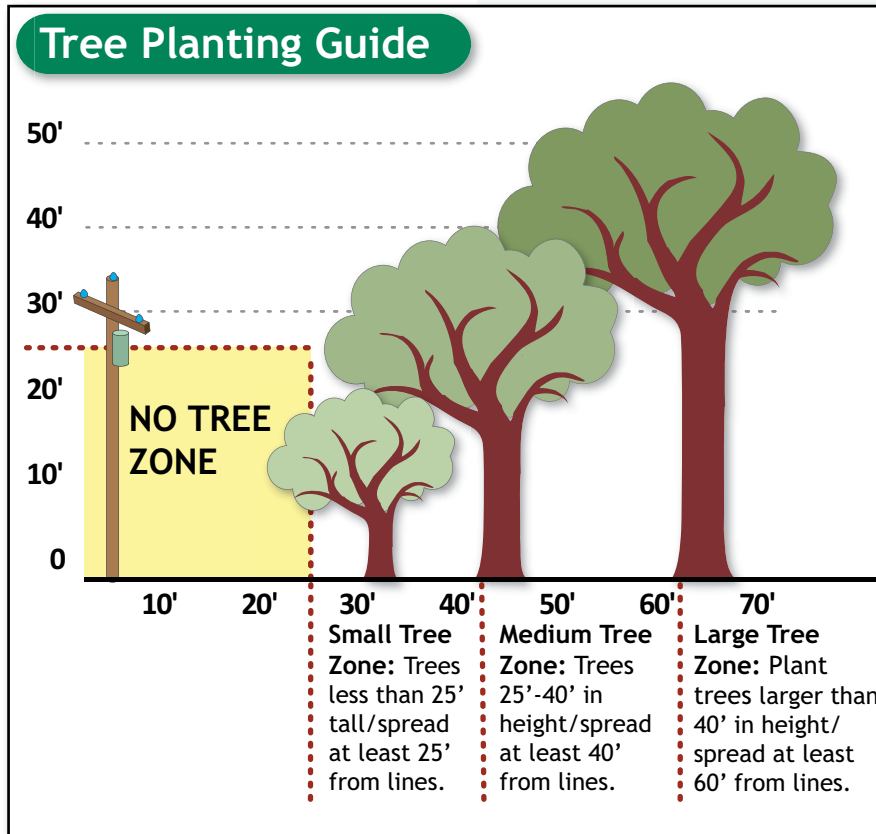 Tree Planting Guide
50'
40'
30'
20'
10'
0
NO TREE
ZONE
10' 20' 30' 40' 50' 60' 70'
Small Tree
Zone: Trees
less than 25’
tall/spread
at least 25’
from lines.
Medium Tree
Zone: Trees
25’-40’ in
height/spread
at least 40’
from lines.
Large Tree
Zone: Plant
trees larger than
40’ in height/
spread at least
60’ from lines.